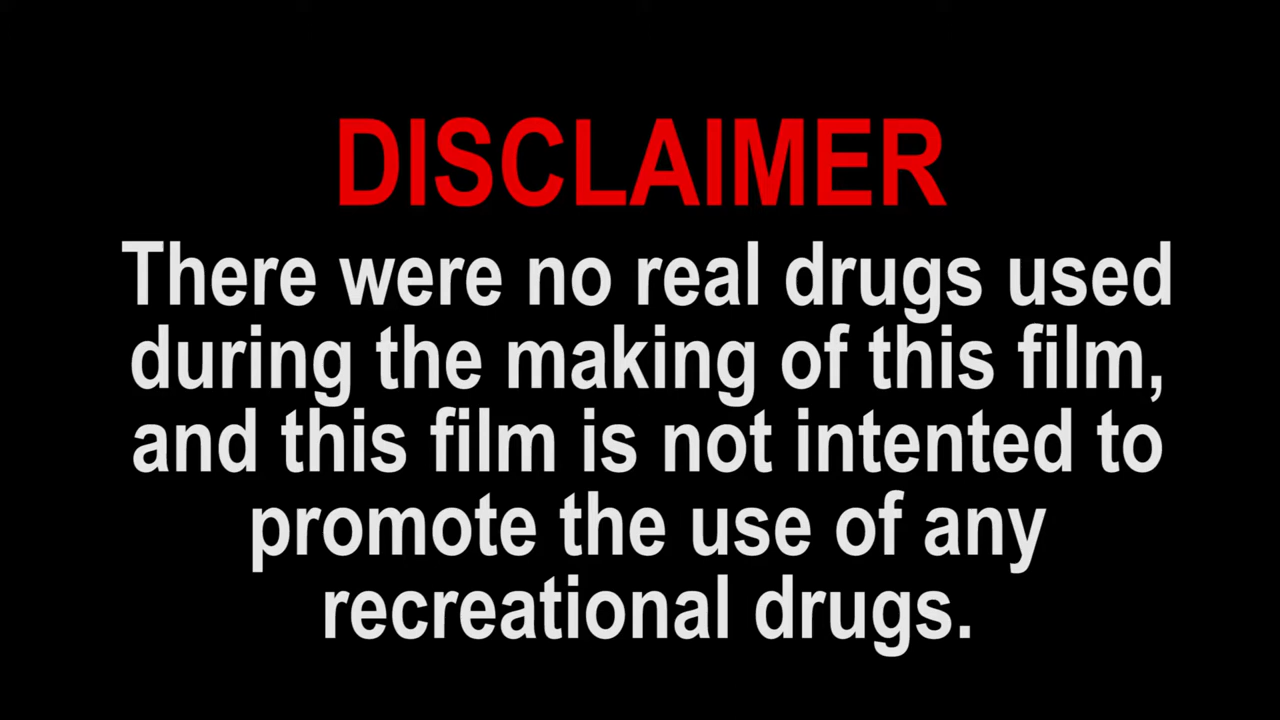 DISCLAIMER
There were no real drugs used
during the making of this film,
and this film is not intented to
promote the use of any
recreational drugs.